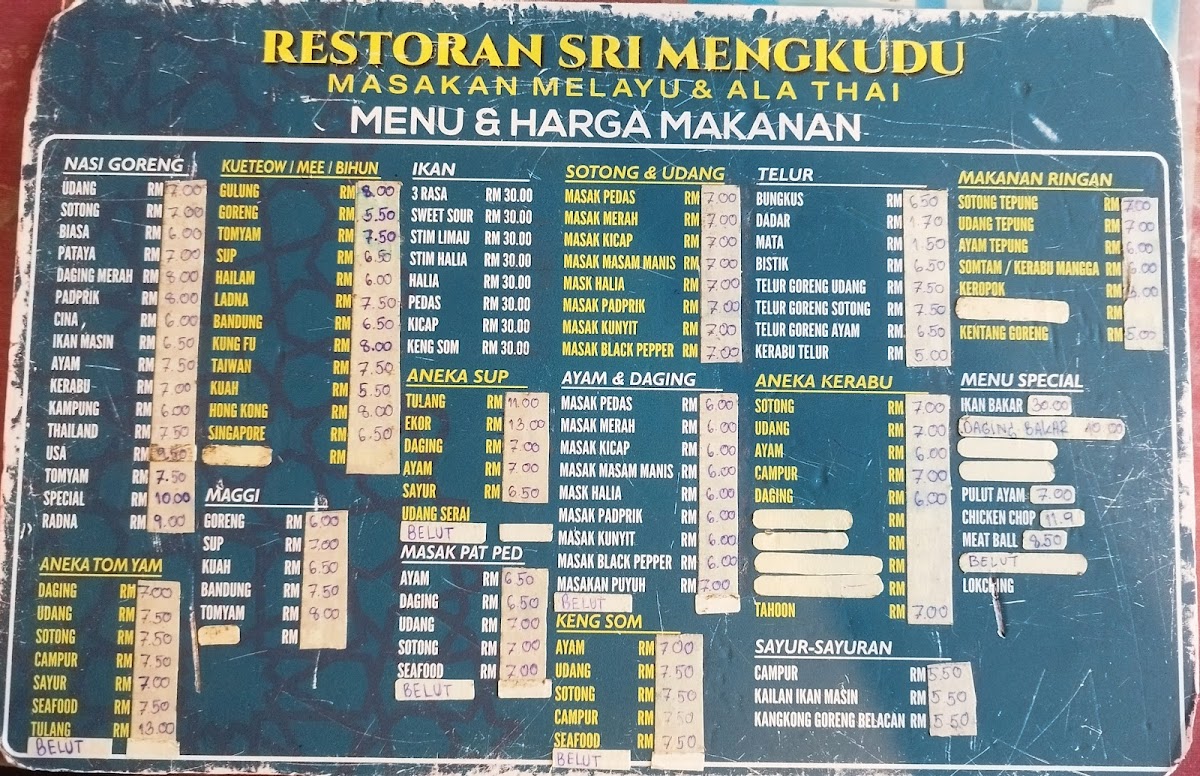 RESTORAN SRI MENGKUDU
MASAKAN MELAYU & ALA THAI
MENU & HARGA MAKANAN
NASI GORENG
UDANG RM 7.00
SOTONG RM 7.00
BIASA RM 6.00
PATAYA RM 7.00
DAGING MERAH RM 8.00
PADPRIK RM 8.00
CINA RM 6.00
IKAN MASIN RM 6.50
AYAM RM 7.50
KERABU RM 7.00
KAMPUNG RM 6.00
THAILAND RM 7.50
USA RM 9.50
TOMYAM RM 7.50
SPECIAL RM 10.00
RADNA RM 9.00
ANEKA TOM YAM
DAGING RM 7.00
UDANG RM 7.50
SOTONG RM 7.50
CAMPUR RM 7.50
SAYUR RM 7.00
SEAFOOD RM 7.50
TULANG RM 13.00
BELUT
KUETEOW / MEE / BIHUN
GULUNG RM 8.00
GORENG RM 5.50
TOMYAM RM 7.50
SUP RM 6.50
HAILAM RM 6.00
LADNA RM 7.50
BANDUNG RM 6.50
KUNG FU RM 8.00
TAIWAN RM 7.50
KUAH RM 5.50
HONG KONG RM 8.00
SINGAPORE RM 6.50
RM
MAGGI
GORENG RM 6.00
SUP RM 7.00
KUAH RM 6.50
BANDUNG RM 7.50
TOMYAM RM 8.00
RM
IKAN
3 RASA RM 30.00
SWEET SOUR RM 30.00
STIM LIMAU RM 30.00
STIM HALIA RM 30.00
HALIA RM 30.00
PEDAS RM 30.00
KICAP RM 30.00
KENG SOM RM 30.00
ANEKA SUP
TULANG RM 11.00
EKOR RM 13.00
DAGING RM 7.00
AYAM RM 7.00
SAYUR RM 6.50
UDANG SERAI
BELUT
MASAK PAT PED
AYAM RM 6.50
DAGING RM 6.50
UDANG RM 7.00
SOTONG RM 7.00
SEAFOOD RM 7.00
BELUT
SOTONG & UDANG
MASAK PEDAS RM 7.00
MASAK MERAH RM 7.00
MASAK KICAP RM 7.00
MASAK MASAM MANIS RM 7.00
MASK HALIA RM 7.00
MASAK PADPRIK RM 7.00
MASAK KUNYIT RM 7.00
MASAK BLACK PEPPER RM 7.00
AYAM & DAGING
MASAK PEDAS RM 6.00
MASAK MERAH RM 6.00
MASAK KICAP RM 6.00
MASAK MASAM MANIS RM 6.00
MASK HALIA RM 6.00
MASAK PADPRIK RM 6.00
MASAK KUNYIT RM 6.00
MASAK BLACK PEPPER RM 6.00
MASAKAN PUYUH RM 7.00
BELUT
KENG SOM
AYAM RM 7.00
UDANG RM 7.50
SOTONG RM 7.50
CAMPUR RM 7.50
SEAFOOD RM 7.50
BELUT
TELUR
BUNGKUS RM 6.50
DADAR RM 1.70
MATA RM 1.50
BISTIK RM 6.50
TELUR GORENG UDANG RM 7.50
TELUR GORENG SOTONG RM 7.50
TELUR GORENG AYAM RM 6.50
KERABU TELUR RM 5.00
ANEKA KERABU
SOTONG RM 7.00
UDANG RM 7.00
AYAM RM 6.00
CAMPUR RM 7.00
DAGING RM 6.00
RM
RM
RM
RM
TAHOON RM 7.00
SAYUR-SAYURAN
CAMPUR RM 5.50
KAILAN IKAN MASIN RM 5.50
KANGKONG GORENG BELACAN RM 5.50
MAKANAN RINGAN
SOTONG TEPUNG RM 7.00
UDANG TEPUNG RM 7.00
AYAM TEPUNG RM 6.00
SOMTAM / KERABU MANGGA RM 6.00
KEROPOK RM
RM
KENTANG GORENG RM 5.00
MENU SPECIAL
IKAN BAKAR 30.00
DAGING BAKAR 10.00
PULUT AYAM 7.00
CHICKEN CHOP 11.9
MEAT BALL 8.50
BELUT